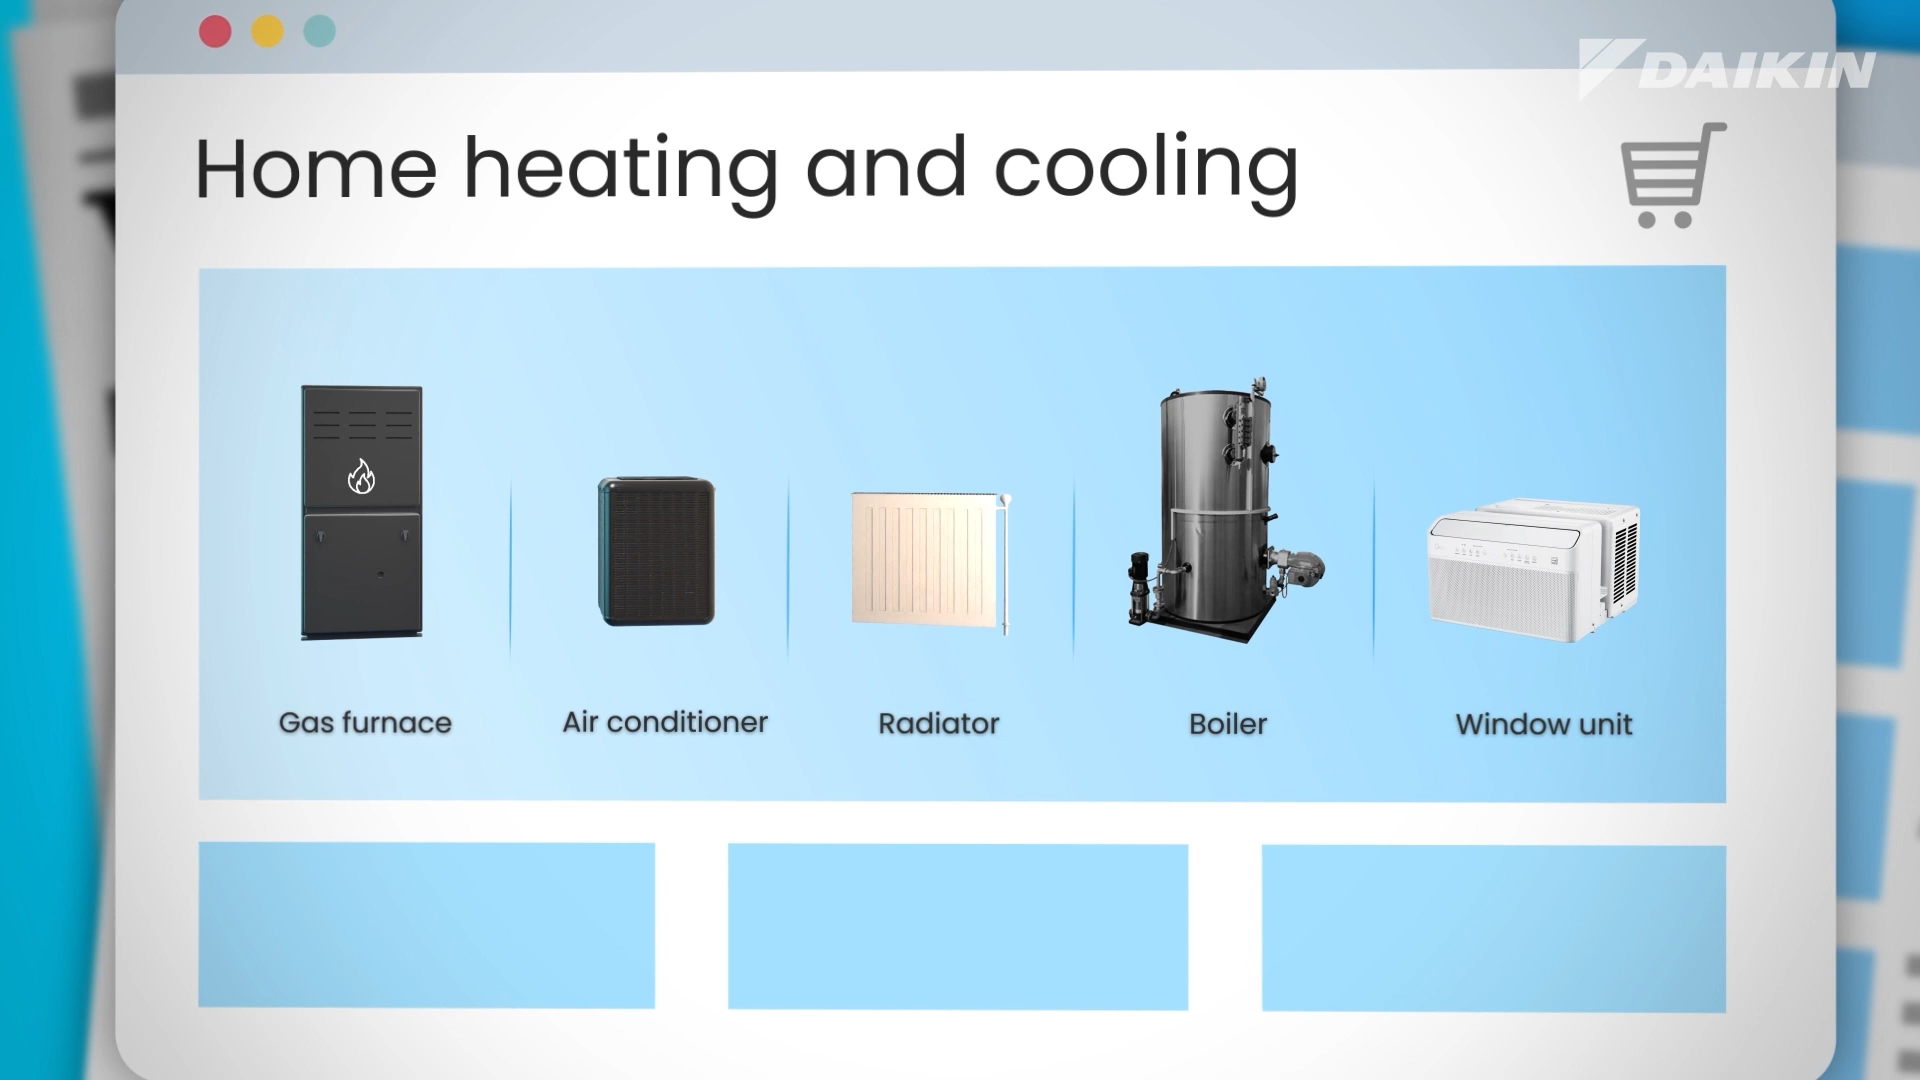 DAIKIN
Home heating and cooling
Gas furnace
Air conditioner
Radiator
Boiler
Window unit